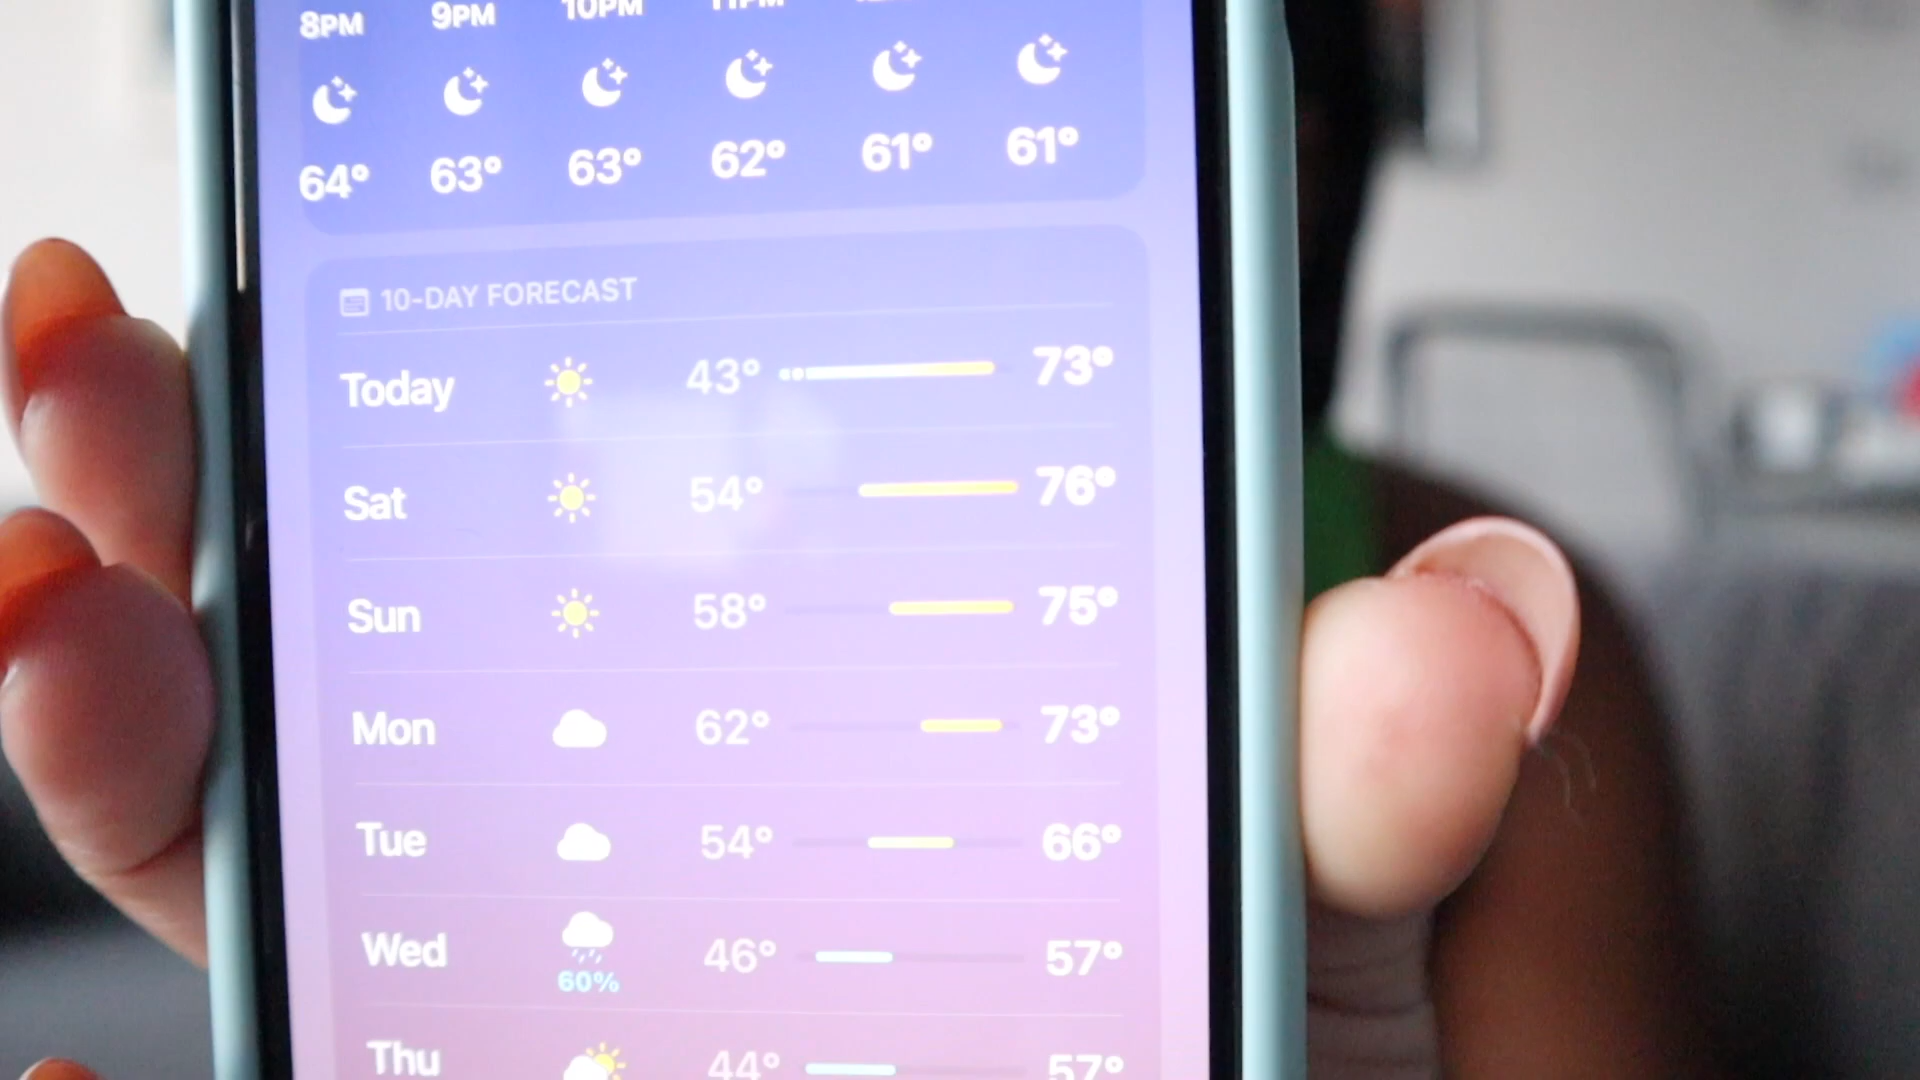 8PM 9PM 10PM 11PM
64° 63° 63° 62° 61° 61°
10-DAY FORECAST
Today 43° 73°
Sat 54° 76°
Sun 58° 75°
Mon 62° 73°
Tue 54° 66°
Wed 60% 46° 57°
Thu 44° 57°